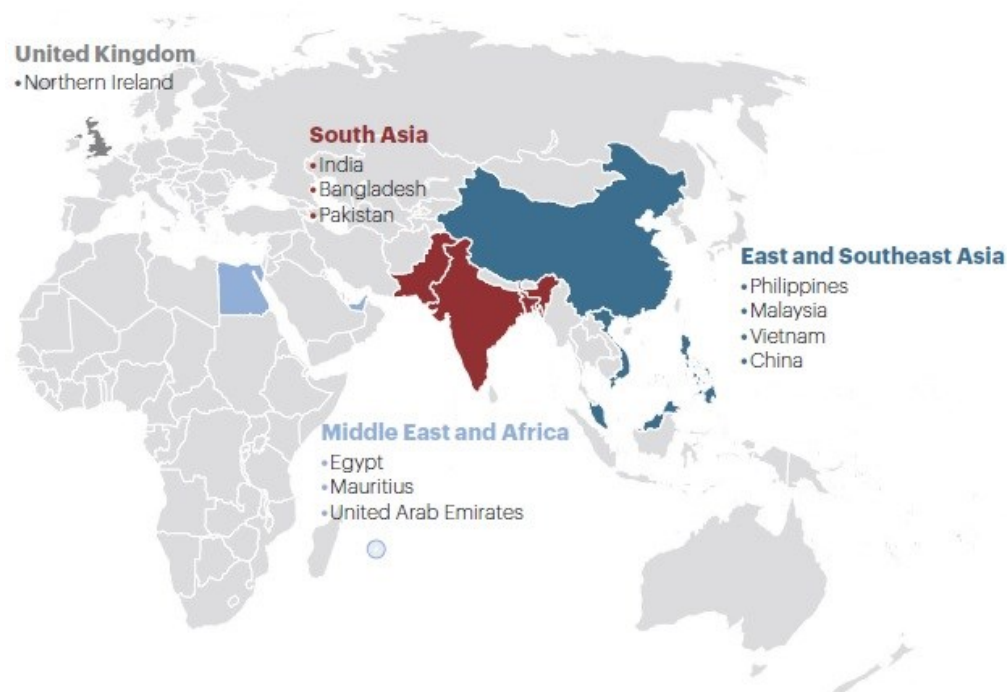 United Kingdom
• Northern Ireland
South Asia
• India
• Bangladesh
• Pakistan
East and Southeast Asia
• Philippines
• Malaysia
• Vietnam
• China
Middle East and Africa
• Egypt
• Mauritius
• United Arab Emirates